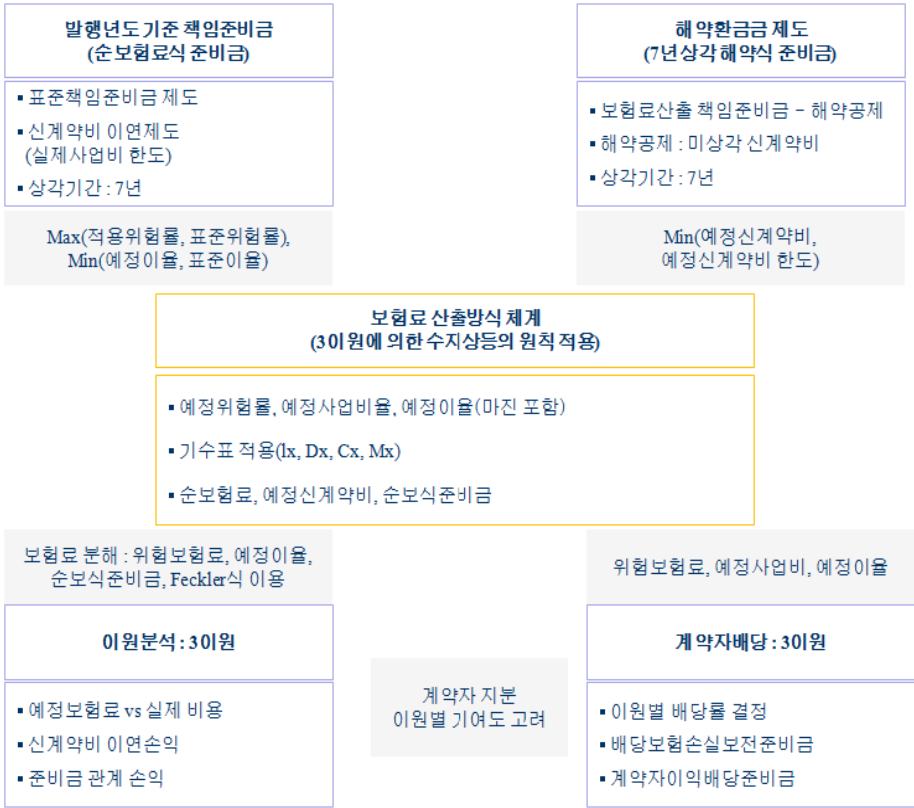 발행년도 기준 책임준비금
(순보험료식 준비금)
▪ 표준책임준비금 제도
▪ 신계약비 이연제도
(실제사업비 한도)
▪ 상각기간 : 7년
Max(적용위험률, 표준위험률),
Min(예정이율, 표준이율)
해약환급금 제도
(7년 상각 해약식 준비금)
▪ 보험료산출 책임준비금 − 해약공제
▪ 해약공제 : 미상각 신계약비
▪ 상각기간 : 7년
Min(예정신계약비,
예정신계약비 한도)
보험료 산출방식 체계
(3이원에 의한 수지상등의 원칙 적용)
▪ 예정위험률, 예정사업비율, 예정이율(마진 포함)
▪ 기수표 적용(lx, Dx, Cx, Mx)
▪ 순보험료, 예정신계약비, 순보식준비금
보험료 분해 : 위험보험료, 예정이율,
순보식준비금, Feckler식 이용
이원분석 : 3이원
▪ 예정보험료 vs 실제 비용
▪ 신계약비 이연손익
▪ 준비금 관계 손익
계약자 지분
이원별 기여도 고려
위험보험료, 예정사업비, 예정이율
계약자배당 : 3이원
▪ 이원별 배당률 결정
▪ 배당보험손실보전준비금
▪ 계약자이익배당준비금